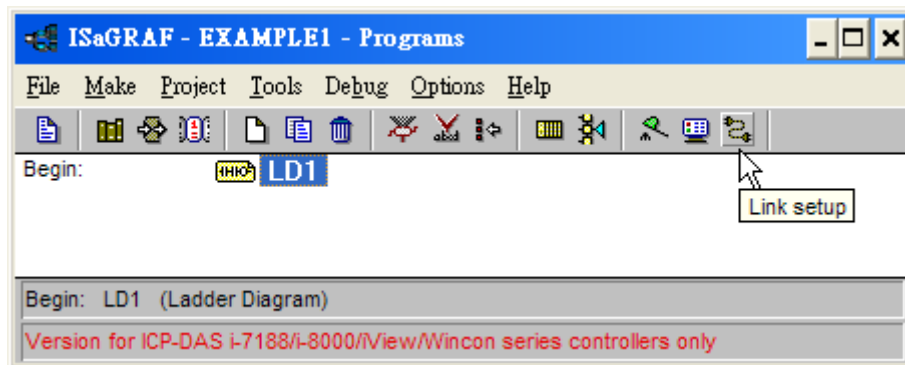 ISaGRAF - EXAMPLE1 - Programs
File Make Project Tools Debug Options Help
Begin: LD1
Link setup
Begin: LD1 (Ladder Diagram)
Version for ICP-DAS i-7188/i-8000/iView/Wincon series controllers only